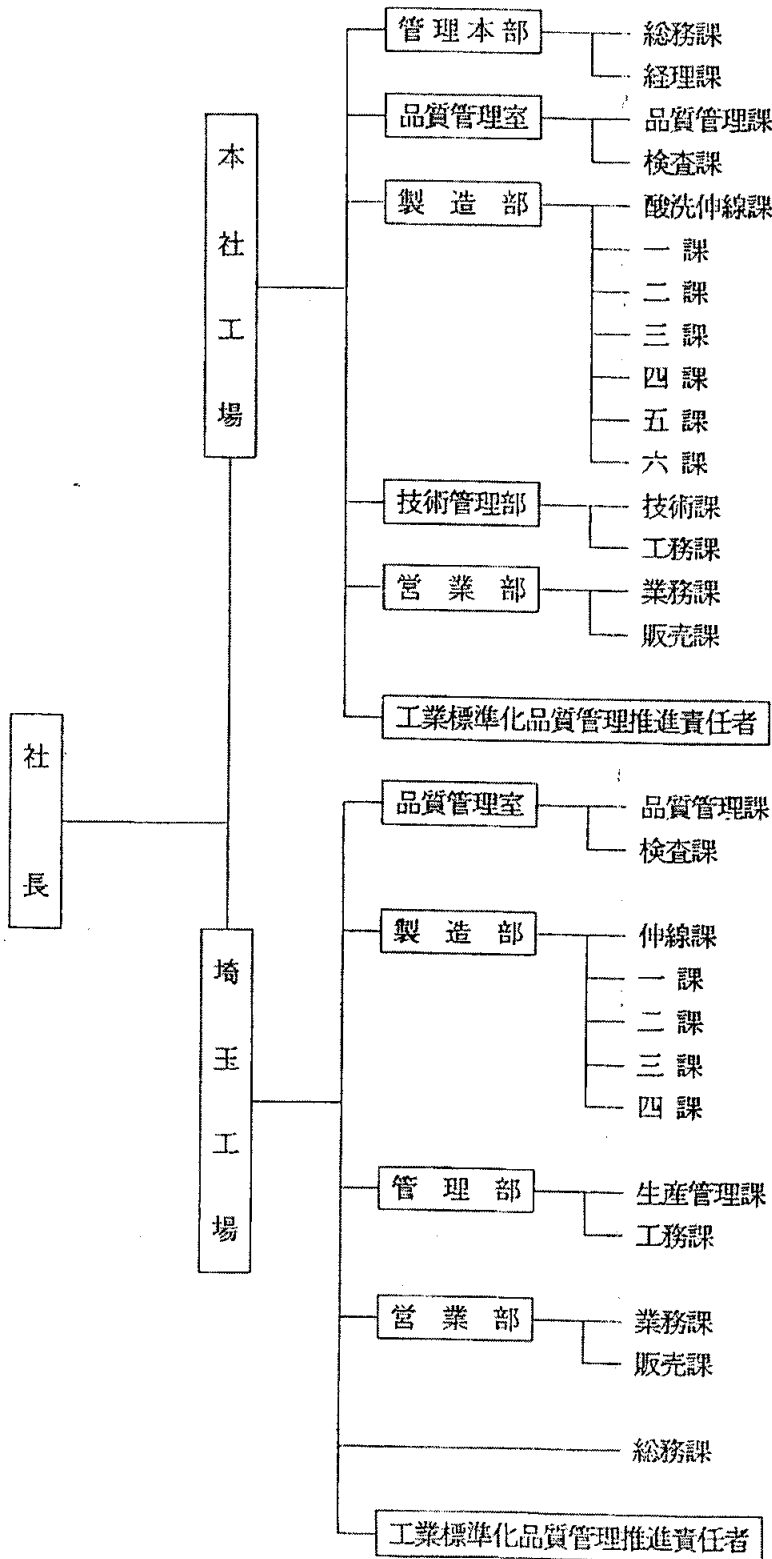 社長
本社工場
管理本部
総務課
経理課
品質管理室
品質管理課
検査課
製造部
酸洗伸線課
一課
二課
三課
四課
五課
六課
技術管理部
技術課
工務課
営業部
業務課
販売課
工業標準化品質管理推進責任者
埼玉工場
品質管理室
品質管理課
検査課
製造部
伸線課
一課
二課
三課
四課
管理部
生産管理課
工務課
営業部
業務課
販売課
総務課
工業標準化品質管理推進責任者